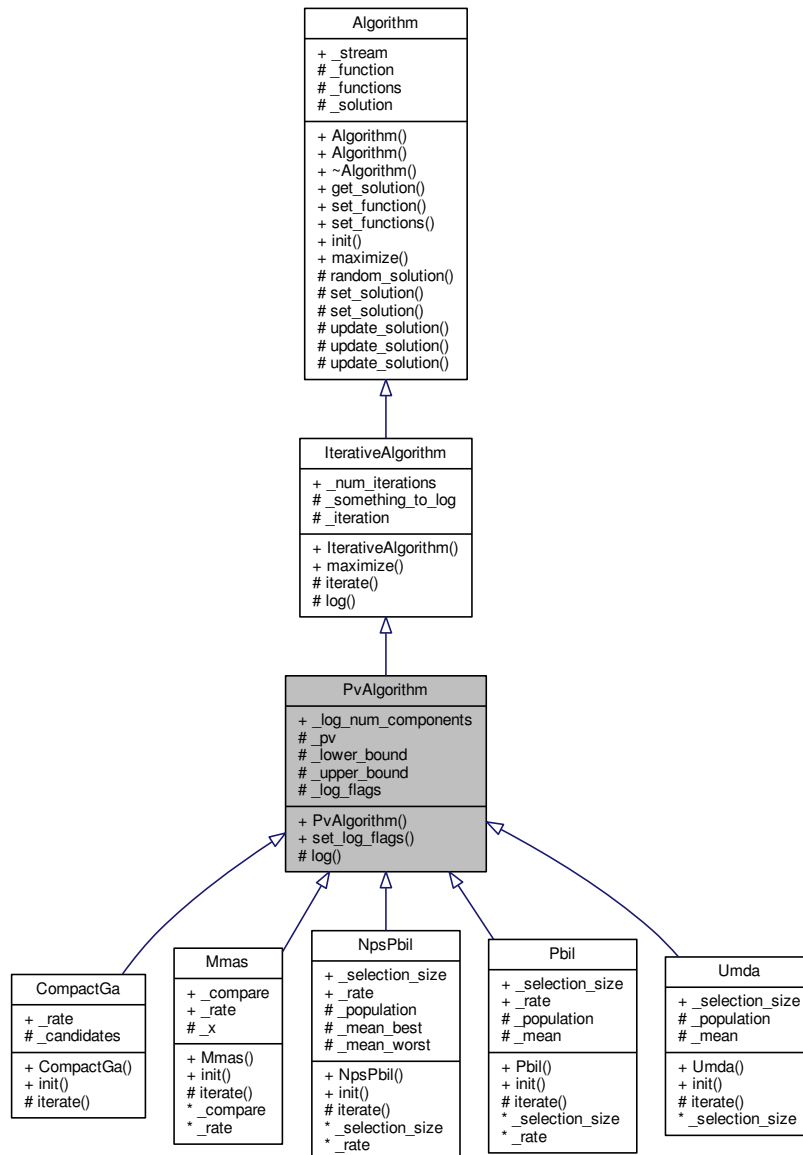 Algorithm
+ _stream
# _function
# _functions
# _solution
+ Algorithm()
+ Algorithm()
+ ~Algorithm()
+ get_solution()
+ set_function()
+ set_functions()
+ init()
+ maximize()
# random_solution()
# set_solution()
# set_solution()
# update_solution()
# update_solution()
# update_solution()
IterativeAlgorithm
+ _num_iterations
# _something_to_log
# _iteration
+ IterativeAlgorithm()
+ maximize()
# iterate()
# log()
PvAlgorithm
+ _log_num_components
# _pv
# _lower_bound
# _upper_bound
# _log_flags
+ PvAlgorithm()
+ set_log_flags()
# log()
CompactGa
+ _rate
# _candidates
+ CompactGa()
+ init()
# iterate()
Mmas
+ _compare
+ _rate
# _x
+ Mmas()
+ init()
# iterate()
* _compare
* _rate
NpsPbil
+ _selection_size
+ _rate
# _population
# _mean_best
# _mean_worst
+ NpsPbil()
+ init()
# iterate()
* _selection_size
* _rate
Pbil
+ _selection_size
+ _rate
# _population
# _mean
+ Pbil()
+ init()
# iterate()
* _selection_size
* _rate
Umda
+ _selection_size
# _population
# _mean
+ Umda()
+ init()
# iterate()
* _selection_size